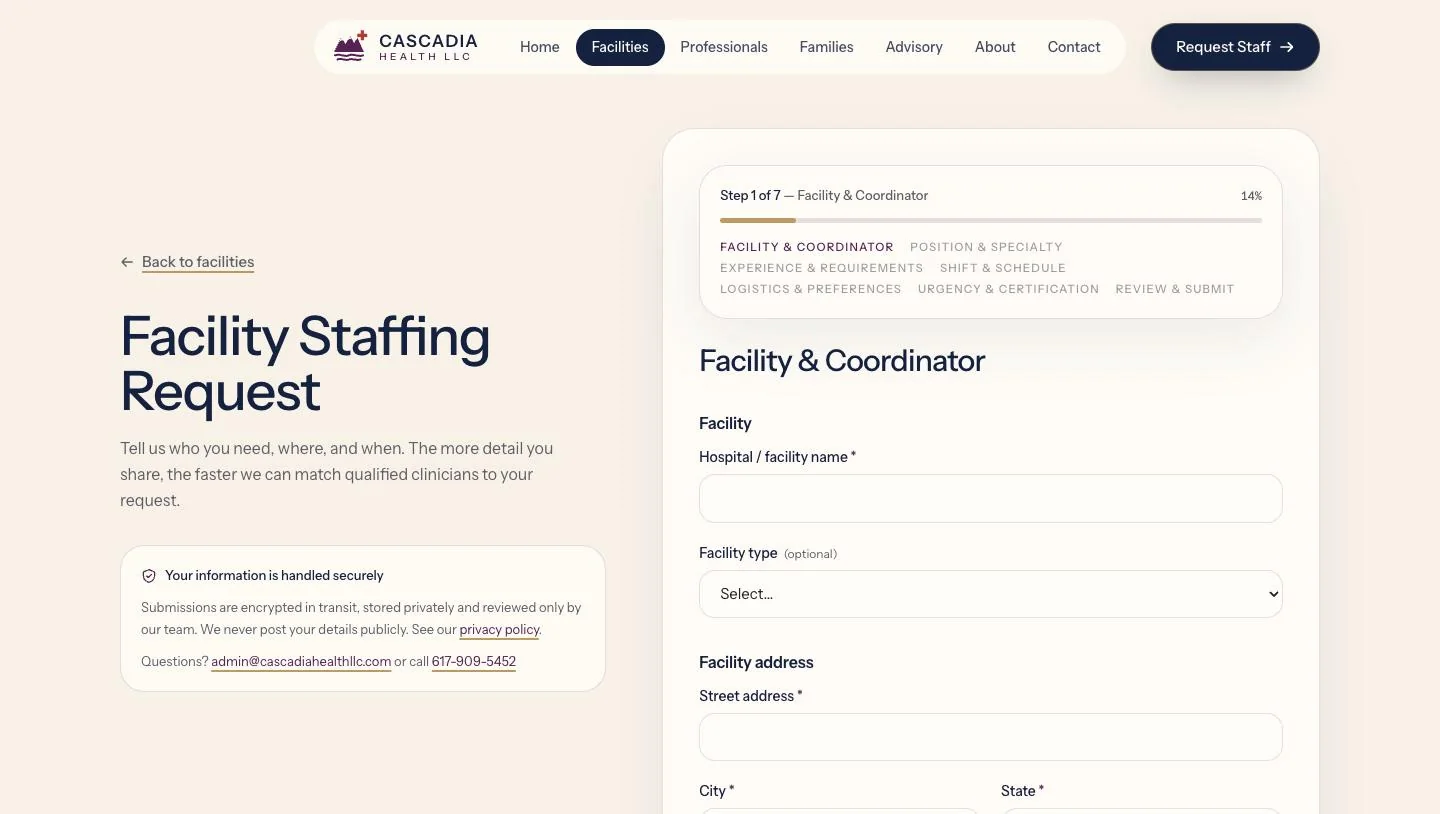 CASCADIA
HEALTH LLC
Home
Facilities
Professionals
Families
Advisory
About
Contact
Request Staff
Back to facilities
Facility Staffing
Request
Tell us who you need, where, and when. The more detail you
share, the faster we can match qualified clinicians to your
request.
Your information is handled securely
Submissions are encrypted in transit, stored privately and reviewed only by
our team. We never post your details publicly. See our privacy policy.
Questions? admin@cascadiahealthllc.com or call 617-909-5452
Step 1 of 7 — Facility & Coordinator
14%
FACILITY & COORDINATOR POSITION & SPECIALTY
EXPERIENCE & REQUIREMENTS SHIFT & SCHEDULE
LOGISTICS & PREFERENCES URGENCY & CERTIFICATION REVIEW & SUBMIT
Facility & Coordinator
Facility
Hospital / facility name *
Facility type (optional)
Select...
Facility address
Street address *
City *
State *